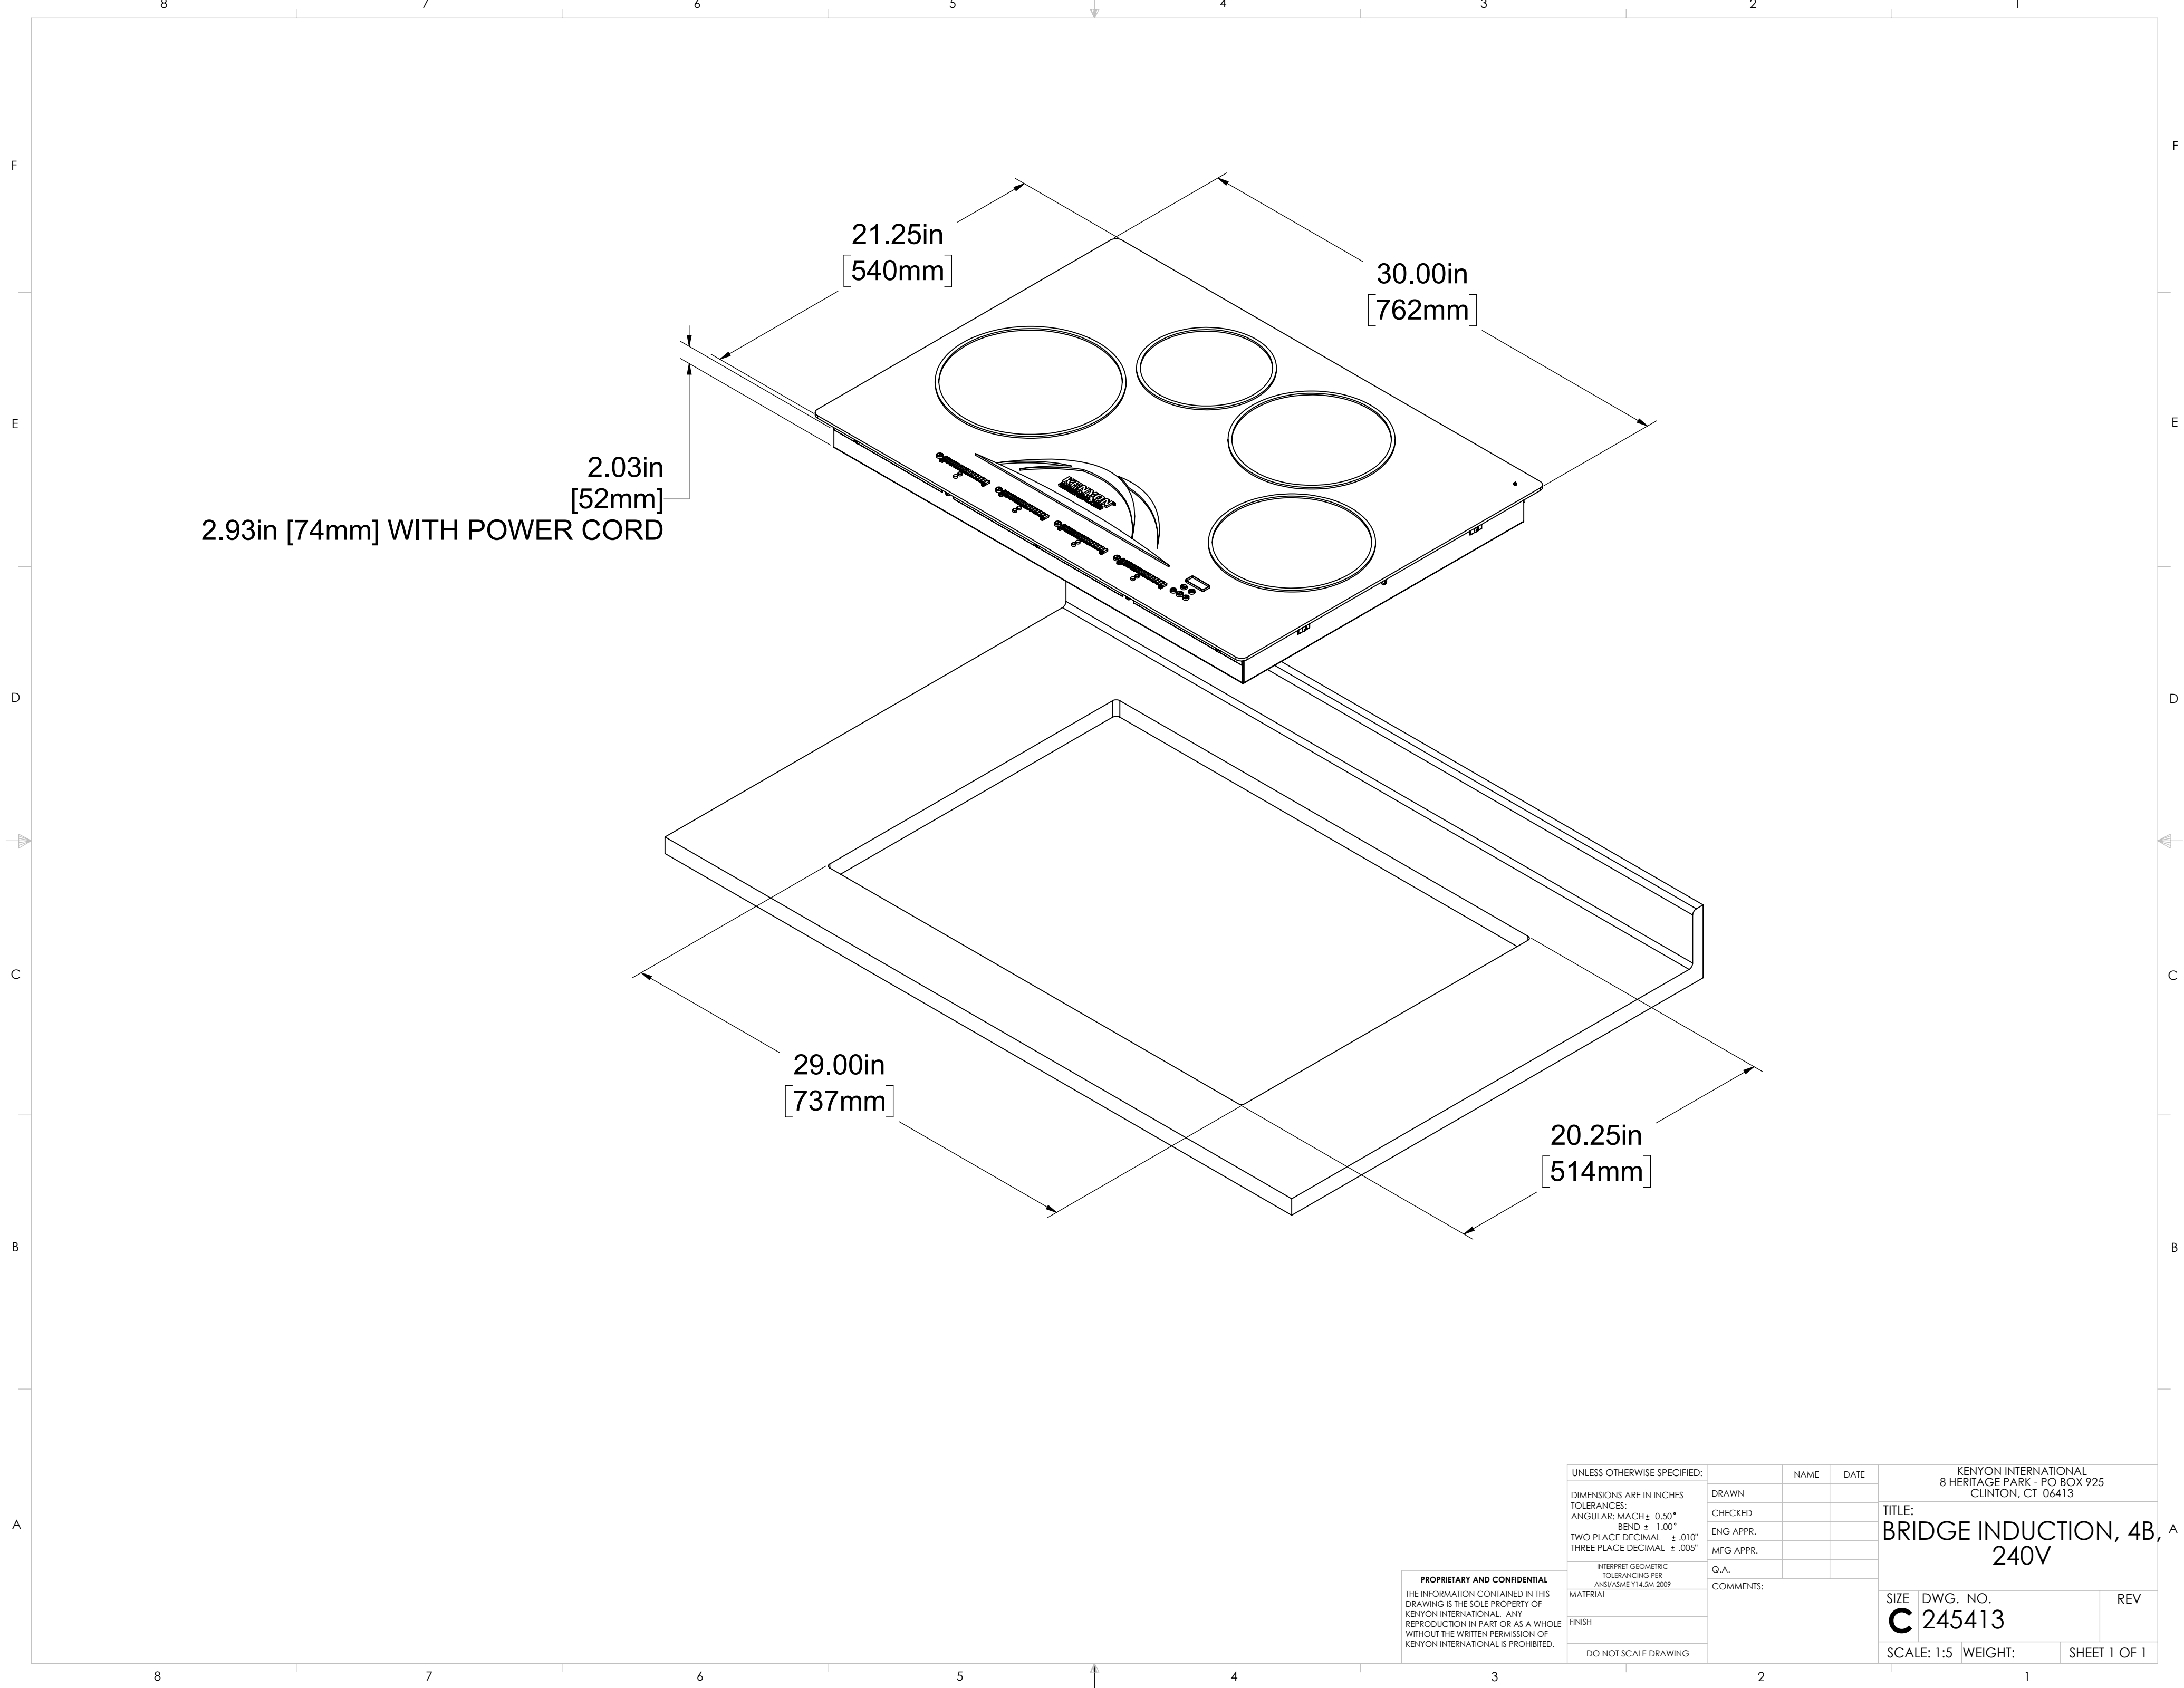 8 7 6 5 4 3 2 1
F F
21.25in
[540mm]
30.00in
[762mm]
E E
2.03in
[52mm]
2.93in [74mm] WITH POWER CORD
KENYON
D D
C C
29.00in
[737mm]
20.25in
[514mm]
B B
A A
PROPRIETARY AND CONFIDENTIAL
THE INFORMATION CONTAINED IN THIS
DRAWING IS THE SOLE PROPERTY OF
KENYON INTERNATIONAL. ANY
REPRODUCTION IN PART OR AS A WHOLE
WITHOUT THE WRITTEN PERMISSION OF
KENYON INTERNATIONAL IS PROHIBITED.
UNLESS OTHERWISE SPECIFIED:
DIMENSIONS ARE IN INCHES
TOLERANCES:
ANGULAR: MACH± 0.50°
BEND ± 1.00°
TWO PLACE DECIMAL ± .010"
THREE PLACE DECIMAL ± .005"
INTERPRET GEOMETRIC
TOLERANCING PER
ANSI/ASME Y14.5M-2009
MATERIAL
FINISH
DO NOT SCALE DRAWING
NAME DATE
DRAWN
CHECKED
ENG APPR.
MFG APPR.
Q.A.
COMMENTS:
KENYON INTERNATIONAL
8 HERITAGE PARK - PO BOX 925
CLINTON, CT 06413
TITLE:
BRIDGE INDUCTION, 4B,
240V
SIZE DWG. NO. REV
C 245413
SCALE: 1:5 WEIGHT: SHEET 1 OF 1
8 7 6 5 4 3 2 1